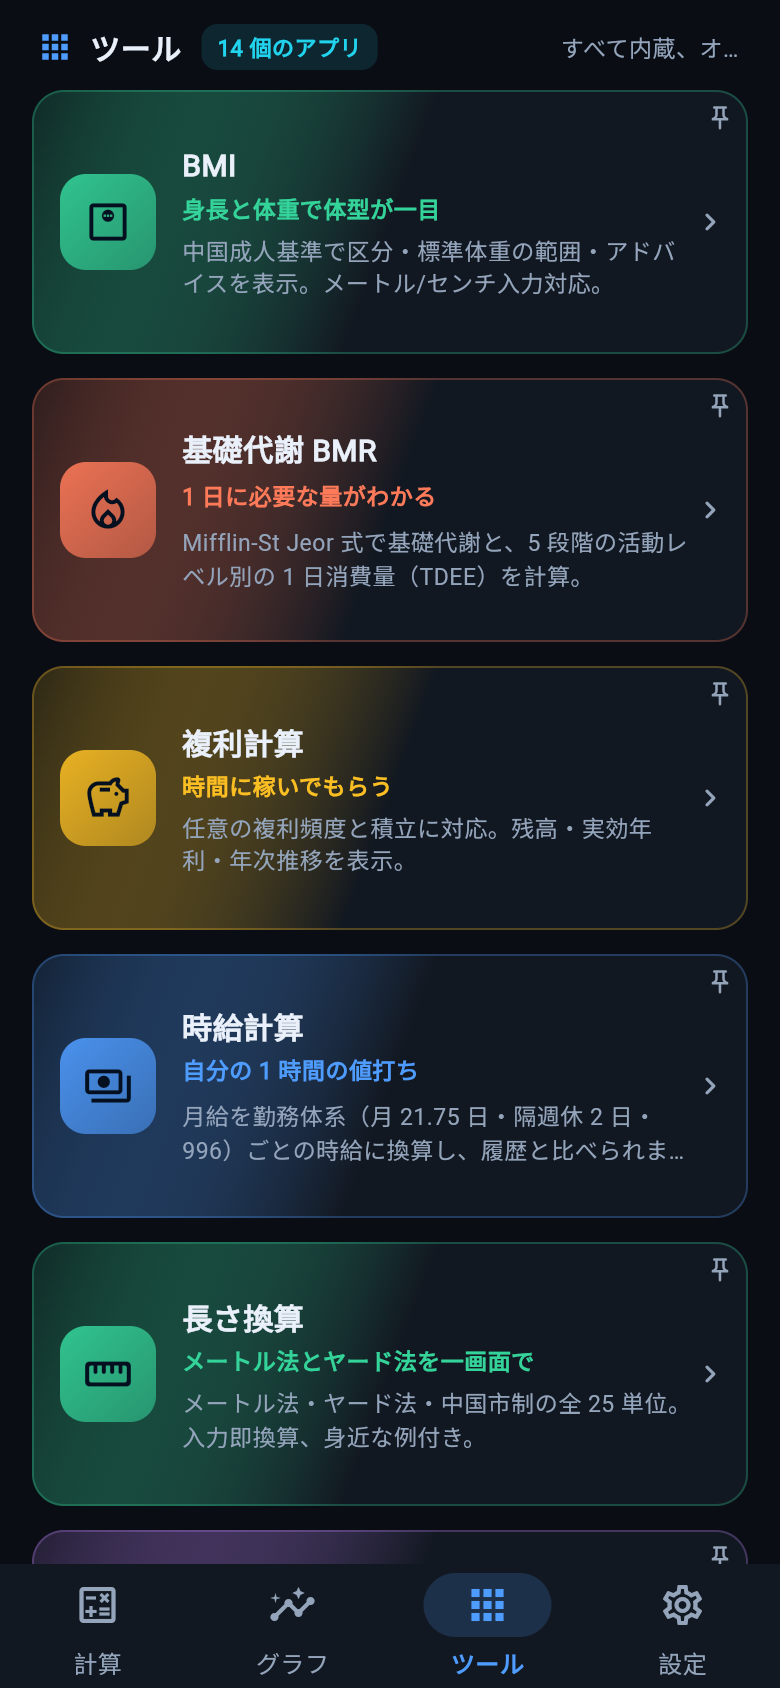 ツール
14 個のアプリ
すべて内蔵、オ...
BMI
身長と体重で体型が一目
中国成人基準で区分・標準体重の範囲・アドバ
イスを表示。メートル/センチ入力対応。
基礎代謝 BMR
1 日に必要な量がわかる
Mifflin-St Jeor 式で基礎代謝と、5 段階の活動レ
ベル別の 1 日消費量（TDEE）を計算。
複利計算
時間に稼いでもらう
任意の複利頻度と積立に対応。残高・実効年
利・年次推移を表示。
時給計算
自分の 1 時間の値打ち
月給を勤務体系（月 21.75 日・隔週休 2 日・
996）ごとの時給に換算し、履歴と比べられま...
長さ換算
メートル法とヤード法を一画面で
メートル法・ヤード法・中国市制の全 25 単位。
入力即換算、身近な例付き。
計算
グラフ
ツール
設定